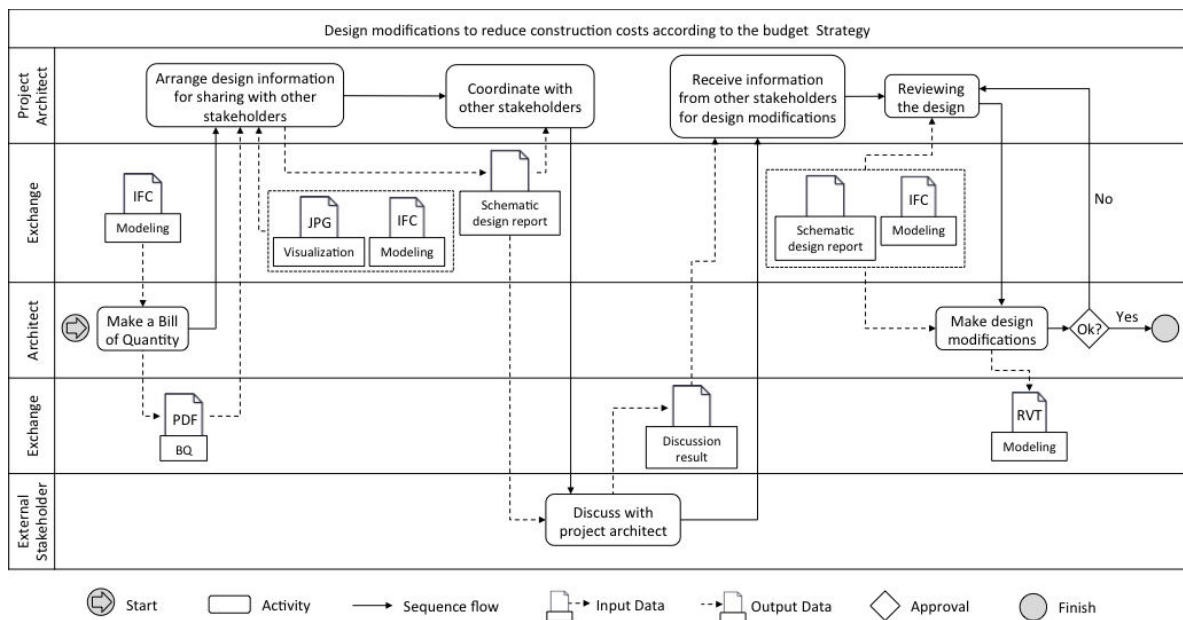 Design modifications to reduce construction costs according to the budget Strategy
Project
Architect
Arrange design information
for sharing with other
stakeholders
Coordinate with
other stakeholders
Receive information
from other stakeholders
for design modifications
Reviewing
the design
Exchange
IFC
Modeling
JPG
Visualization
IFC
Modeling
Schematic
design report
Schematic
design report
IFC
Modeling
No
Architect
Make a Bill
of Quantity
Make design
modifications
Ok?
Yes
Exchange
PDF
BQ
Discussion
result
RVT
Modeling
External
Stakeholder
Discuss with
project architect
Start
Activity
Sequence flow
Input Data
Output Data
Approval
Finish